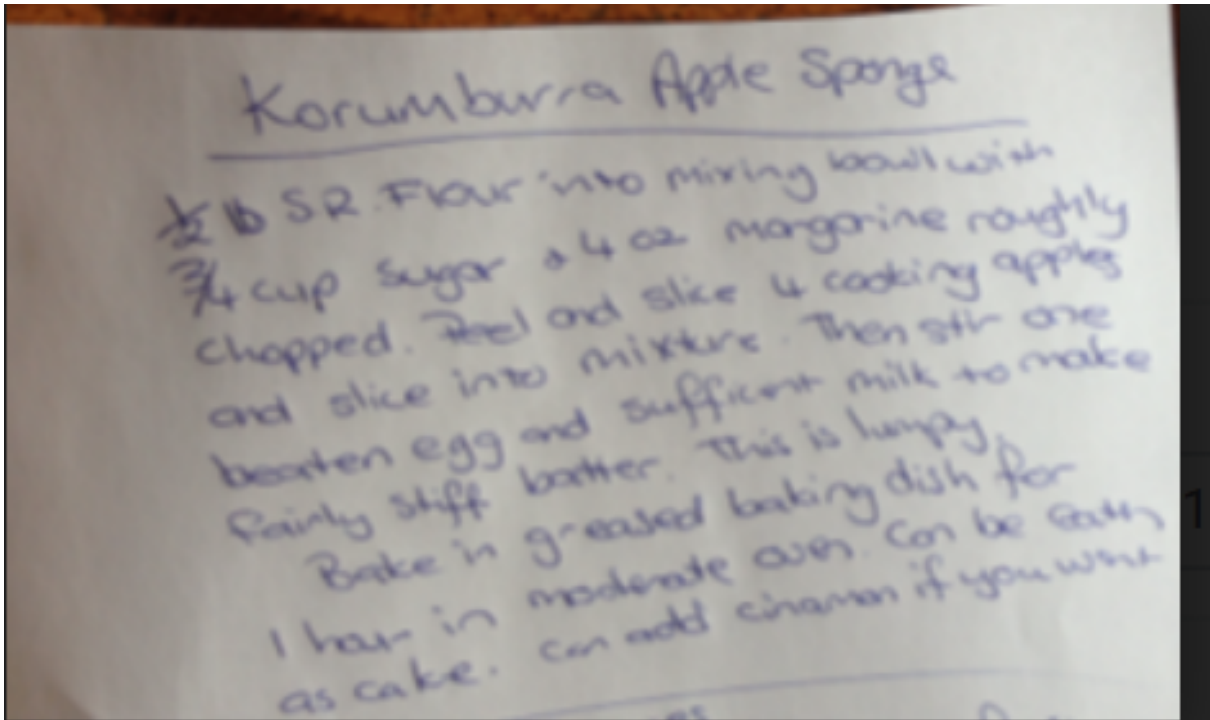 Korumburra Apple Sponge
1/2 lb SR. Flour into mixing bowl with
3/4 cup sugar & 4 oz margarine roughly
chopped. Peel and slice 4 cooking apples
and slice into mixture. Then stir one
beaten egg and sufficent milk to make
fairly stiff batter. This is lumpy.
Bake in greased baking dish for
1 hour in moderate oven. Can be eaten
as cake. Can add cinamon if you want